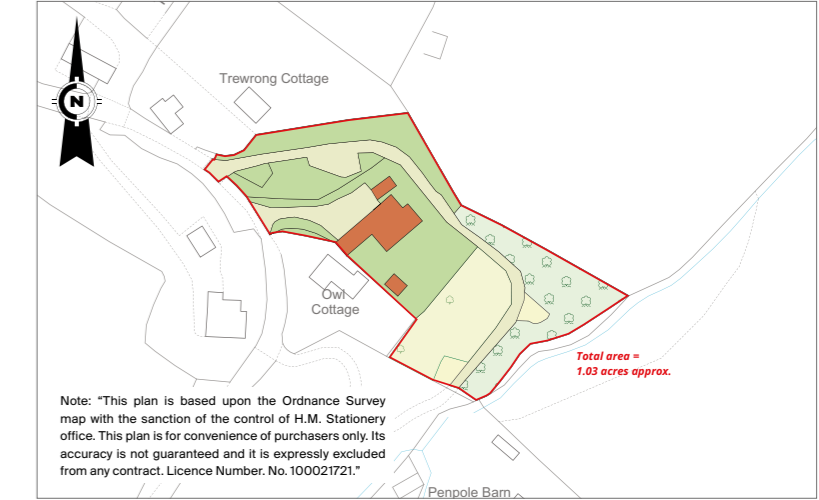 Trewrong Cottage
N
Owl
Cottage
Total area =
1.03 acres approx.
Note: “This plan is based upon the Ordnance Survey
map with the sanction of the control of H.M. Stationery
office. This plan is for convenience of purchasers only. Its
accuracy is not guaranteed and it is expressly excluded
from any contract. Licence Number. No. 100021721.”
Penpole Barn